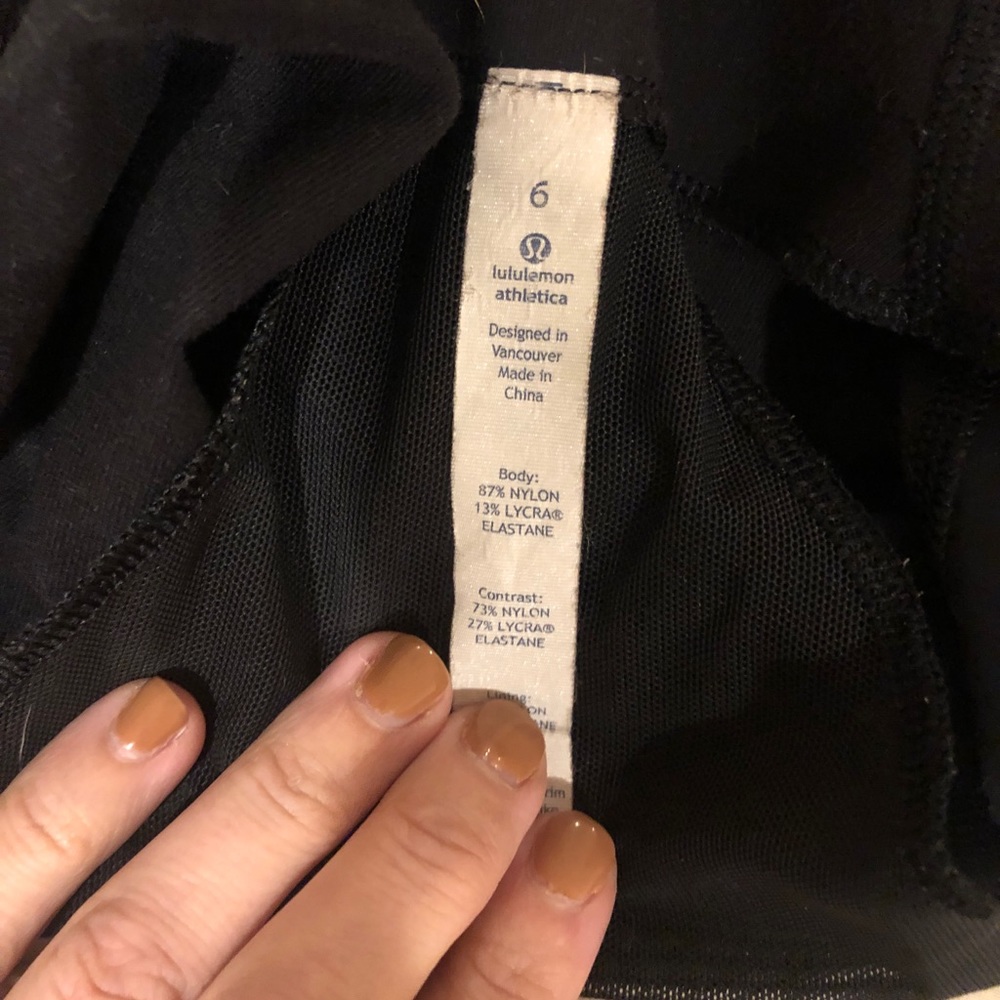 6
lululemon
athletica
Designed in
Vancouver
Made in
China
Body:
87% NYLON
13% LYCRA®
ELASTANE
Contrast:
73% NYLON
27% LYCRA®
ELASTANE
Lining: